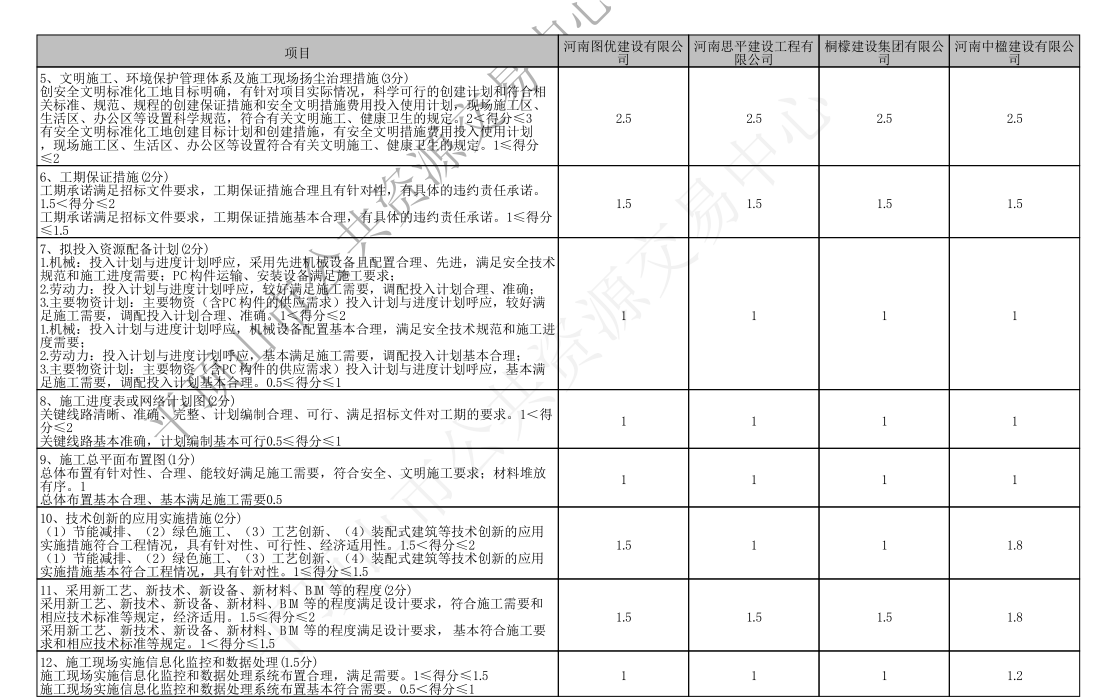 项目
河南图优建设有限公
司
河南思平建设工程有
限公司
桐檬建设集团有限公
司
河南中楹建设有限公
司
5、文明施工、环境保护管理体系及施工现场扬尘治理措施(3分)
创安全文明标准化工地目标明确，有针对项目实际情况，科学可行的创建计划和符合相
关标准、规范、规程的创建保证措施和安全文明措施费用投入使用计划，现场施工区、
生活区、办公区等设置科学规范，符合有关文明施工、健康卫生的规定。2＜得分≤3
有安全文明标准化工地创建目标计划和创建措施，有安全文明措施费用投入使用计划
，现场施工区、生活区、办公区等设置符合有关文明施工、健康卫生的规定。1≤得分
≤2
2.5
2.5
2.5
2.5
6、工期保证措施(2分)
工期承诺满足招标文件要求，工期保证措施合理且有针对性，有具体的违约责任承诺。
1.5＜得分≤2
工期承诺满足招标文件要求，工期保证措施基本合理，有具体的违约责任承诺。1≤得分
≤1.5
1.5
1.5
1.5
1.5
7、拟投入资源配备计划(2分)
1.机械：投入计划与进度计划呼应，采用先进机械设备且配置合理、先进，满足安全技术
规范和施工进度需要；PC构件运输、安装设备满足施工要求；
2.劳动力：投入计划与进度计划呼应，较好满足施工需要，调配投入计划合理、准确；
3.主要物资计划：主要物资（含PC构件的供应需求）投入计划与进度计划呼应，较好满
足施工需要，调配投入计划合理、准确。1＜得分≤2
1.机械：投入计划与进度计划呼应，机械设备配置基本合理，满足安全技术规范和施工进
度需要；
2.劳动力：投入计划与进度计划呼应，基本满足施工需要，调配投入计划基本合理；
3.主要物资计划：主要物资（含PC构件的供应需求）投入计划与进度计划呼应，基本满
足施工需要，调配投入计划基本合理。0.5≤得分≤1
1
1
1
1
8、施工进度表或网络计划图(2分)
关键线路清晰、准确、完整、计划编制合理、可行、满足招标文件对工期的要求。1＜得
分≤2
关键线路基本准确，计划编制基本可行0.5≤得分≤1
1
1
1
1
9、施工总平面布置图(1分)
总体布置有针对性、合理、能较好满足施工需要，符合安全、文明施工要求；材料堆放
有序。1
总体布置基本合理、基本满足施工需要0.5
1
1
1
1
10、技术创新的应用实施措施(2分)
（1）节能减排、（2）绿色施工、（3）工艺创新、（4）装配式建筑等技术创新的应用
实施措施符合工程情况，具有针对性、可行性、经济适用性。1.5＜得分≤2
（1）节能减排、（2）绿色施工、（3）工艺创新、（4）装配式建筑等技术创新的应用
实施措施基本符合工程情况，具有针对性。1≤得分≤1.5
1.5
1
1
1.8
11、采用新工艺、新技术、新设备、新材料、BIM 等的程度(2分)
采用新工艺、新技术、新设备、新材料、BIM 等的程度满足设计要求，符合施工需要和
相应技术标准等规定，经济适用。1.5≤得分≤2
采用新工艺、新技术、新设备、新材料、BIM 等的程度满足设计要求， 基本符合施工要
求和相应技术标准等规定。1＜得分≤1.5
1.5
1.5
1.5
1.8
12、施工现场实施信息化监控和数据处理(1.5分)
施工现场实施信息化监控和数据处理系统布置合理，满足需要。1≤得分≤1.5
施工现场实施信息化监控和数据处理系统布置基本符合需要。0.5＜得分≤1
1
1
1
1.2
平顶山市公共资源交易中心
山市公共资源交易中心